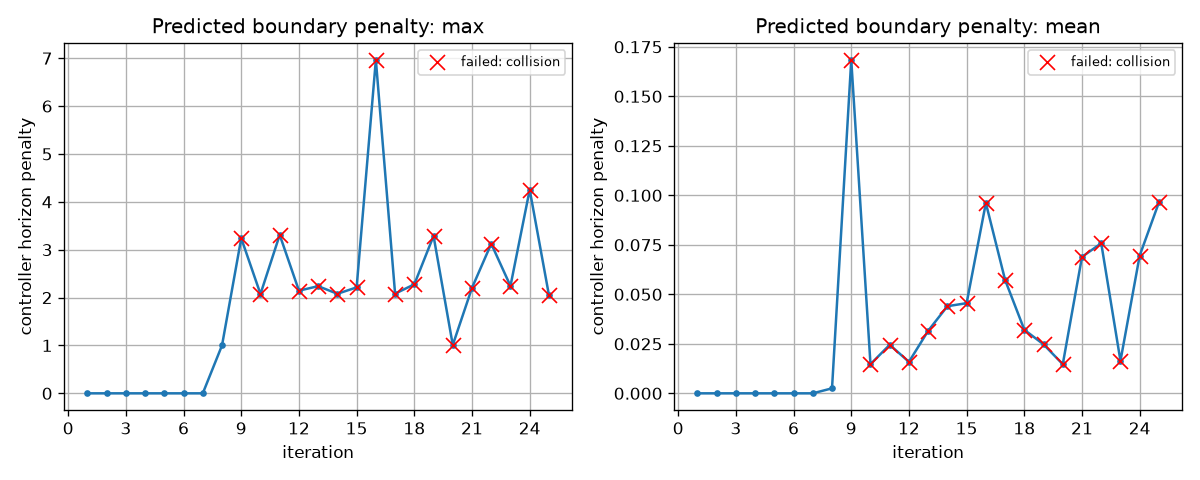 Predicted boundary penalty: max
failed: collision
controller horizon penalty
7
6
5
4
3
2
1
0
0 3 6 9 12 15 18 21 24
iteration
Predicted boundary penalty: mean
failed: collision
controller horizon penalty
0.175
0.150
0.125
0.100
0.075
0.050
0.025
0.000
0 3 6 9 12 15 18 21 24
iteration